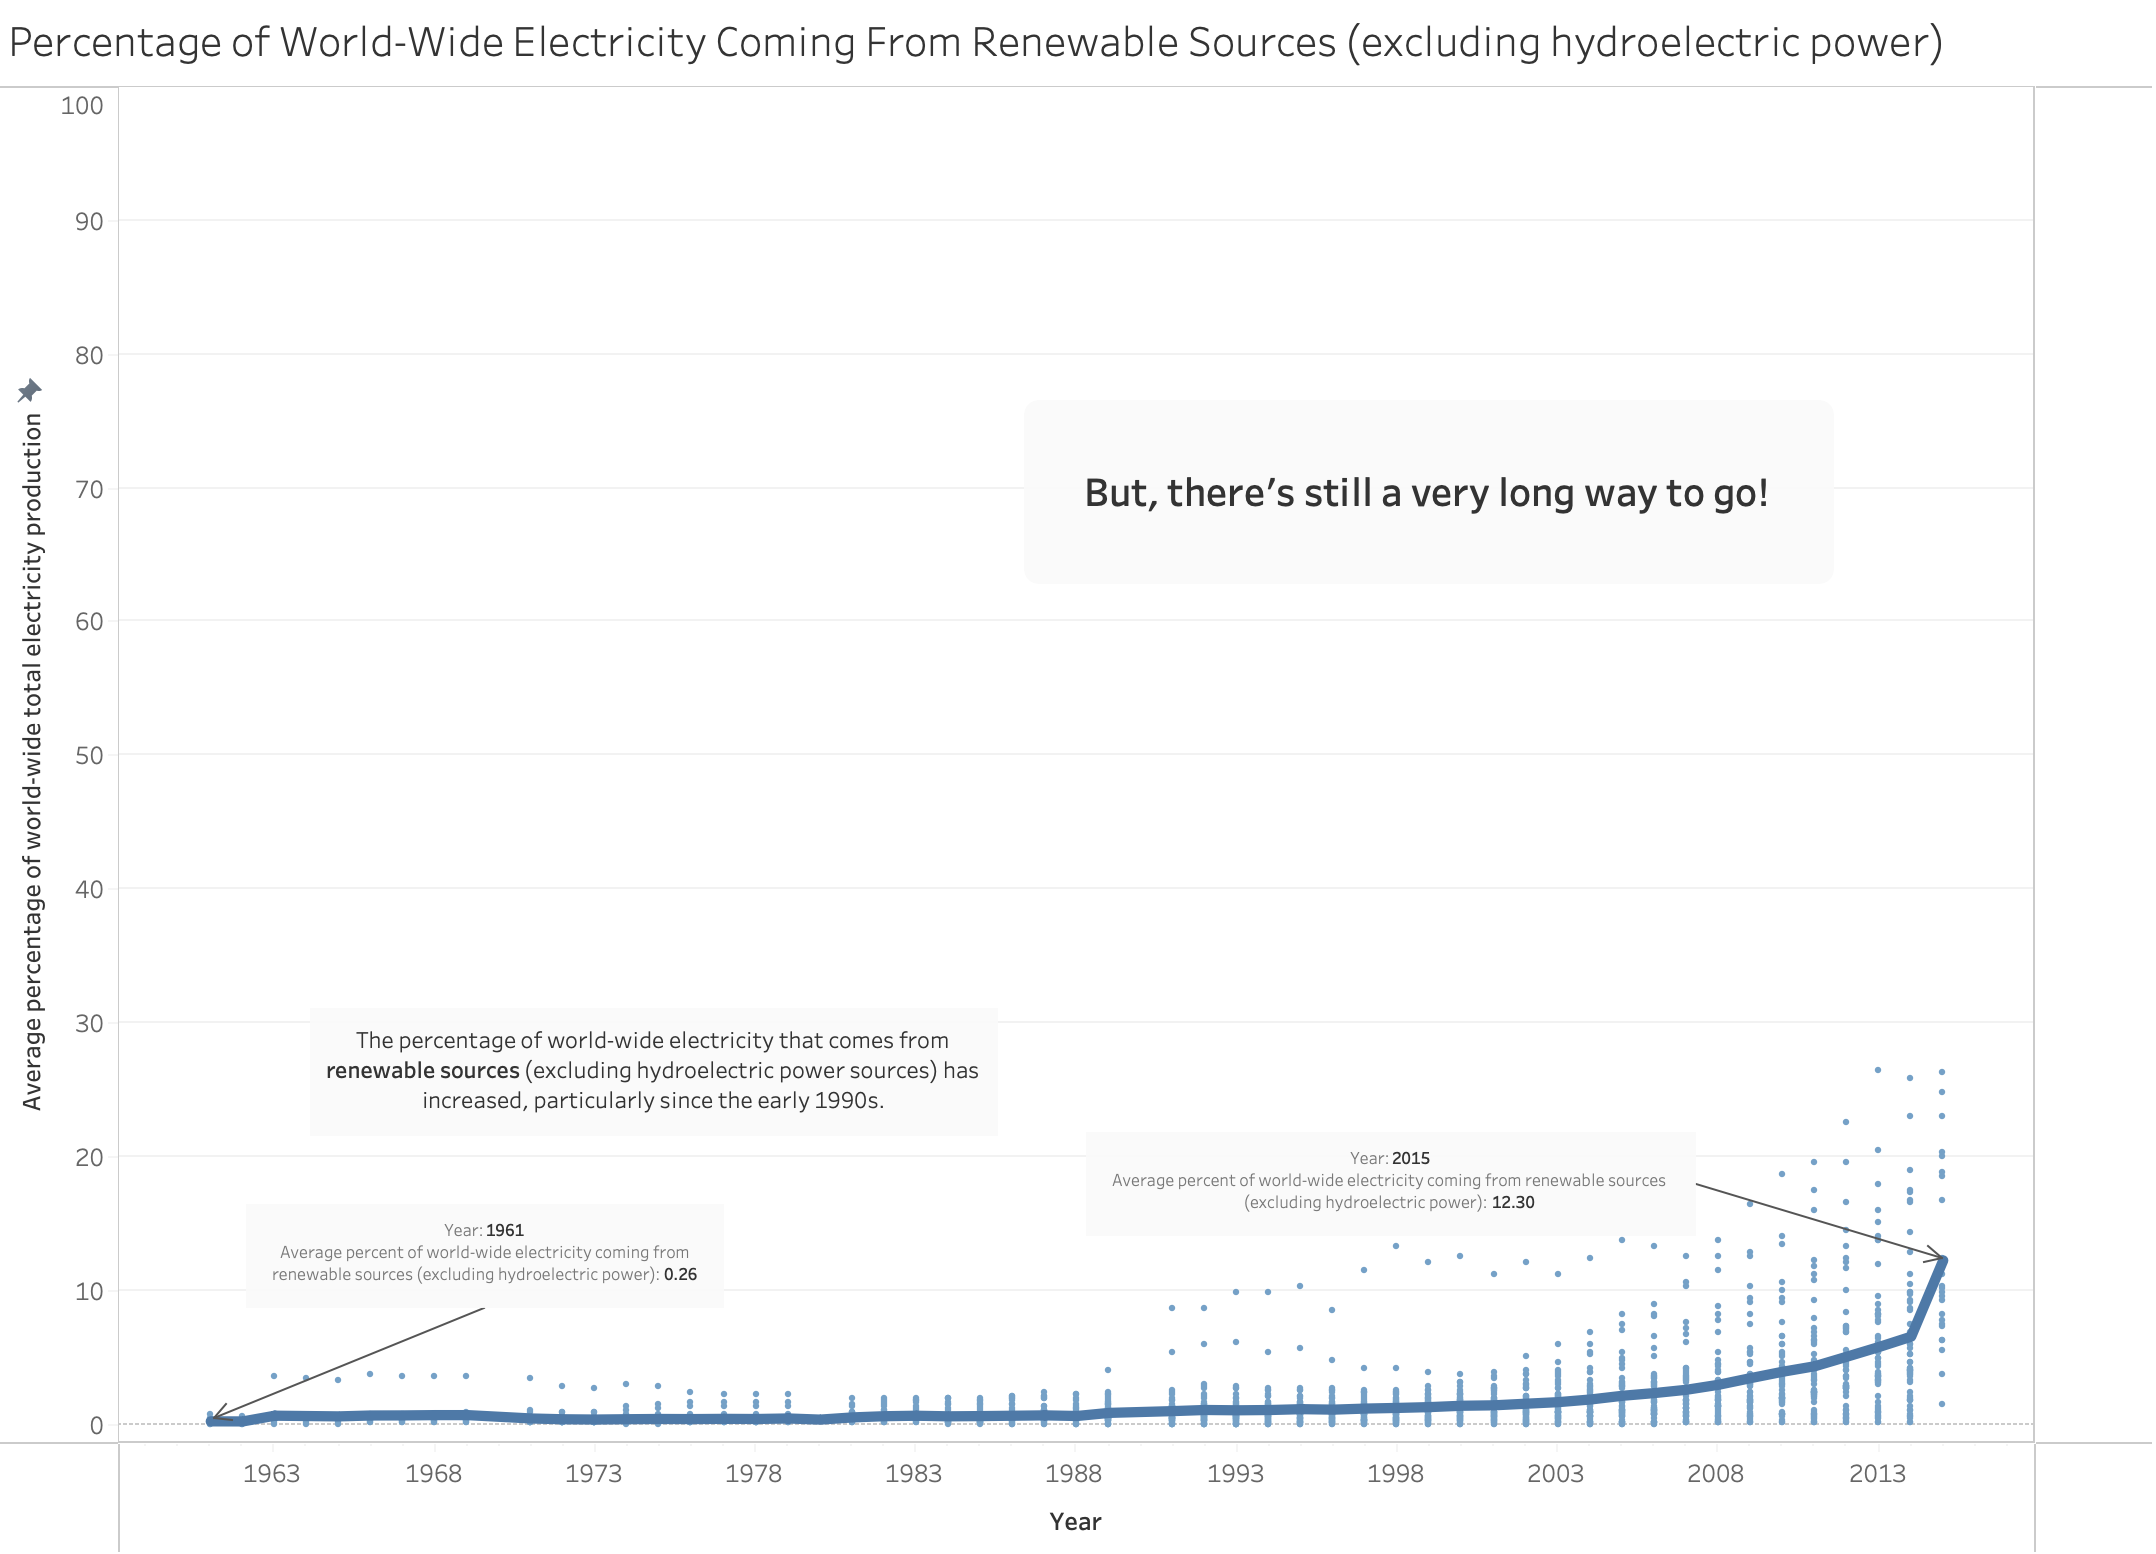 Percentage of World-Wide Electricity Coming From Renewable Sources (excluding hydroelectric power)
Average percentage of world-wide total electricity production
100
90
80
70
60
50
40
30
20
10
0
But, there's still a very long way to go!
The percentage of world-wide electricity that comes from
renewable sources (excluding hydroelectric power sources) has
increased, particularly since the early 1990s.
Year: 2015
Average percent of world-wide electricity coming from renewable sources
(excluding hydroelectric power): 12.30
Year: 1961
Average percent of world-wide electricity coming from
renewable sources (excluding hydroelectric power): 0.26
1963 1968 1973 1978 1983 1988 1993 1998 2003 2008 2013
Year